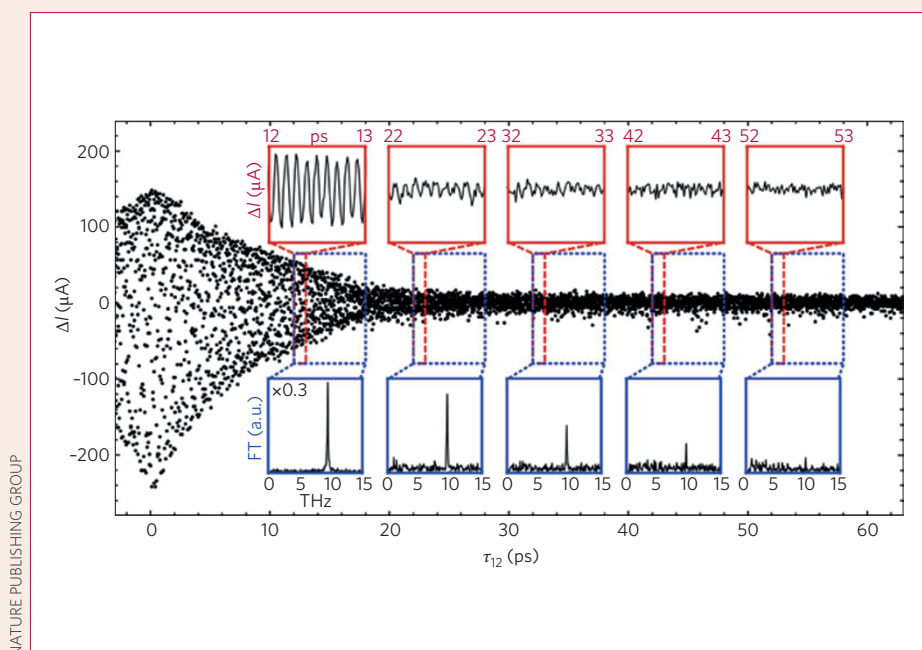 12 ps 13 22 23 32 33 42 43 52 53
200
ΔI (μA)
100
ΔI (μA)
0
-100
×0.3
FT (a.u.)
-200
0 5 10 15 0 5 10 15 0 5 10 15 0 5 10 15 0 5 10 15
THz
0 10 20 30 40 50 60
τ12 (ps)
NATURE PUBLISHING GROUP